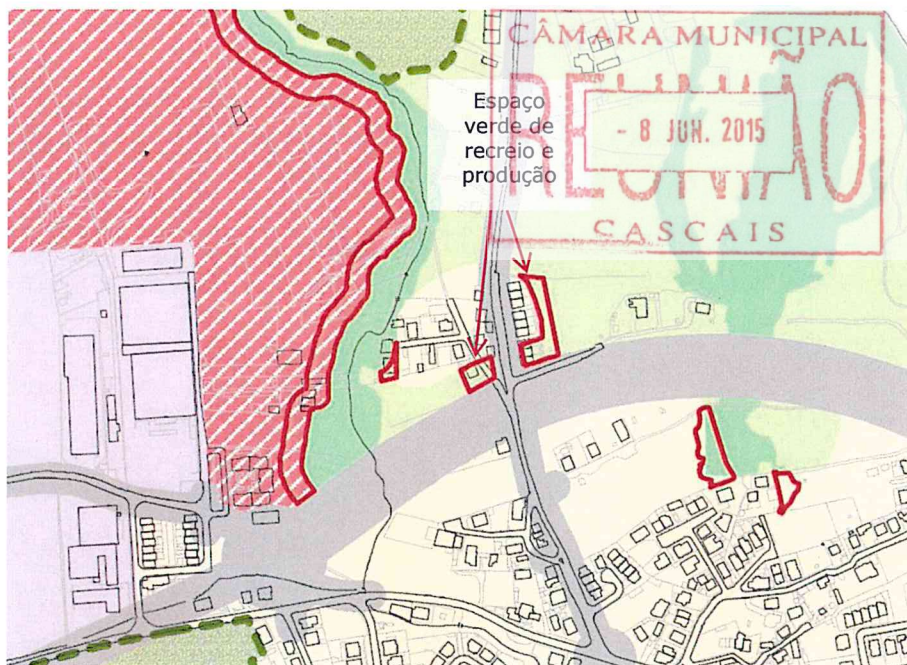 CÂMARA MUNICIPAL
REUNIÃO
- 8 JUN. 2015
CASCAIS
Espaço
verde de
recreio e
produção